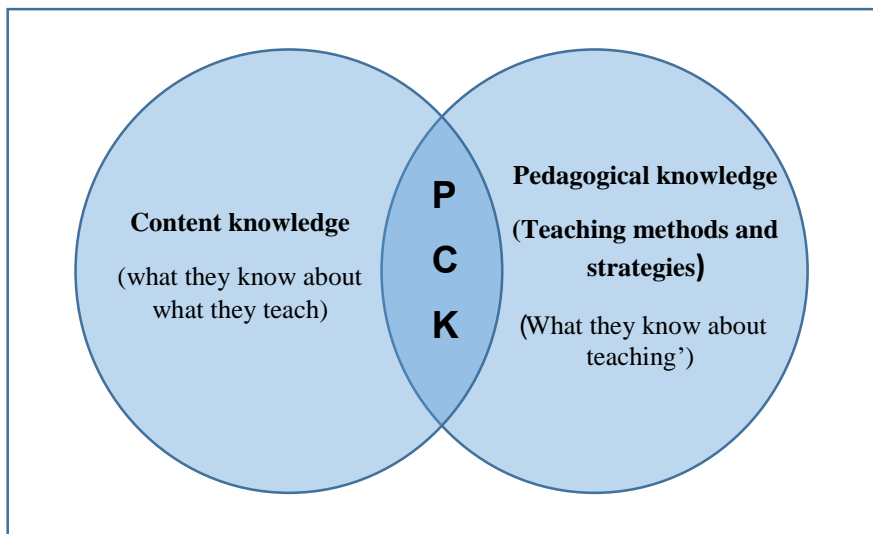 Content knowledge
(what they know about
what they teach)
P
C
K
Pedagogical knowledge
(Teaching methods and
strategies)
(What they know about
teaching’)